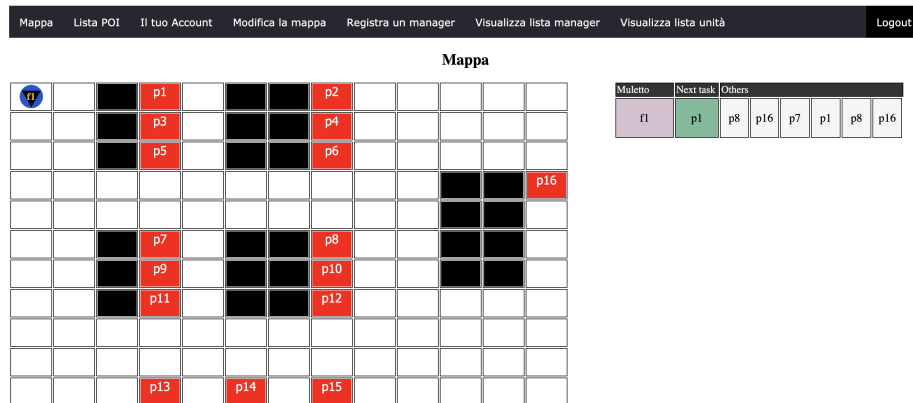 Mappa Lista POI Il tuo Account Modifica la mappa Registra un manager Visualizza lista manager Visualizza lista unità Logout
Mappa
f1 p1 p2
p3 p4
p5 p6
p16
p7 p8
p9 p10
p11 p12
p13 p14 p15
Muletto Next task Others
f1 p1 p8 p16 p7 p1 p8 p16